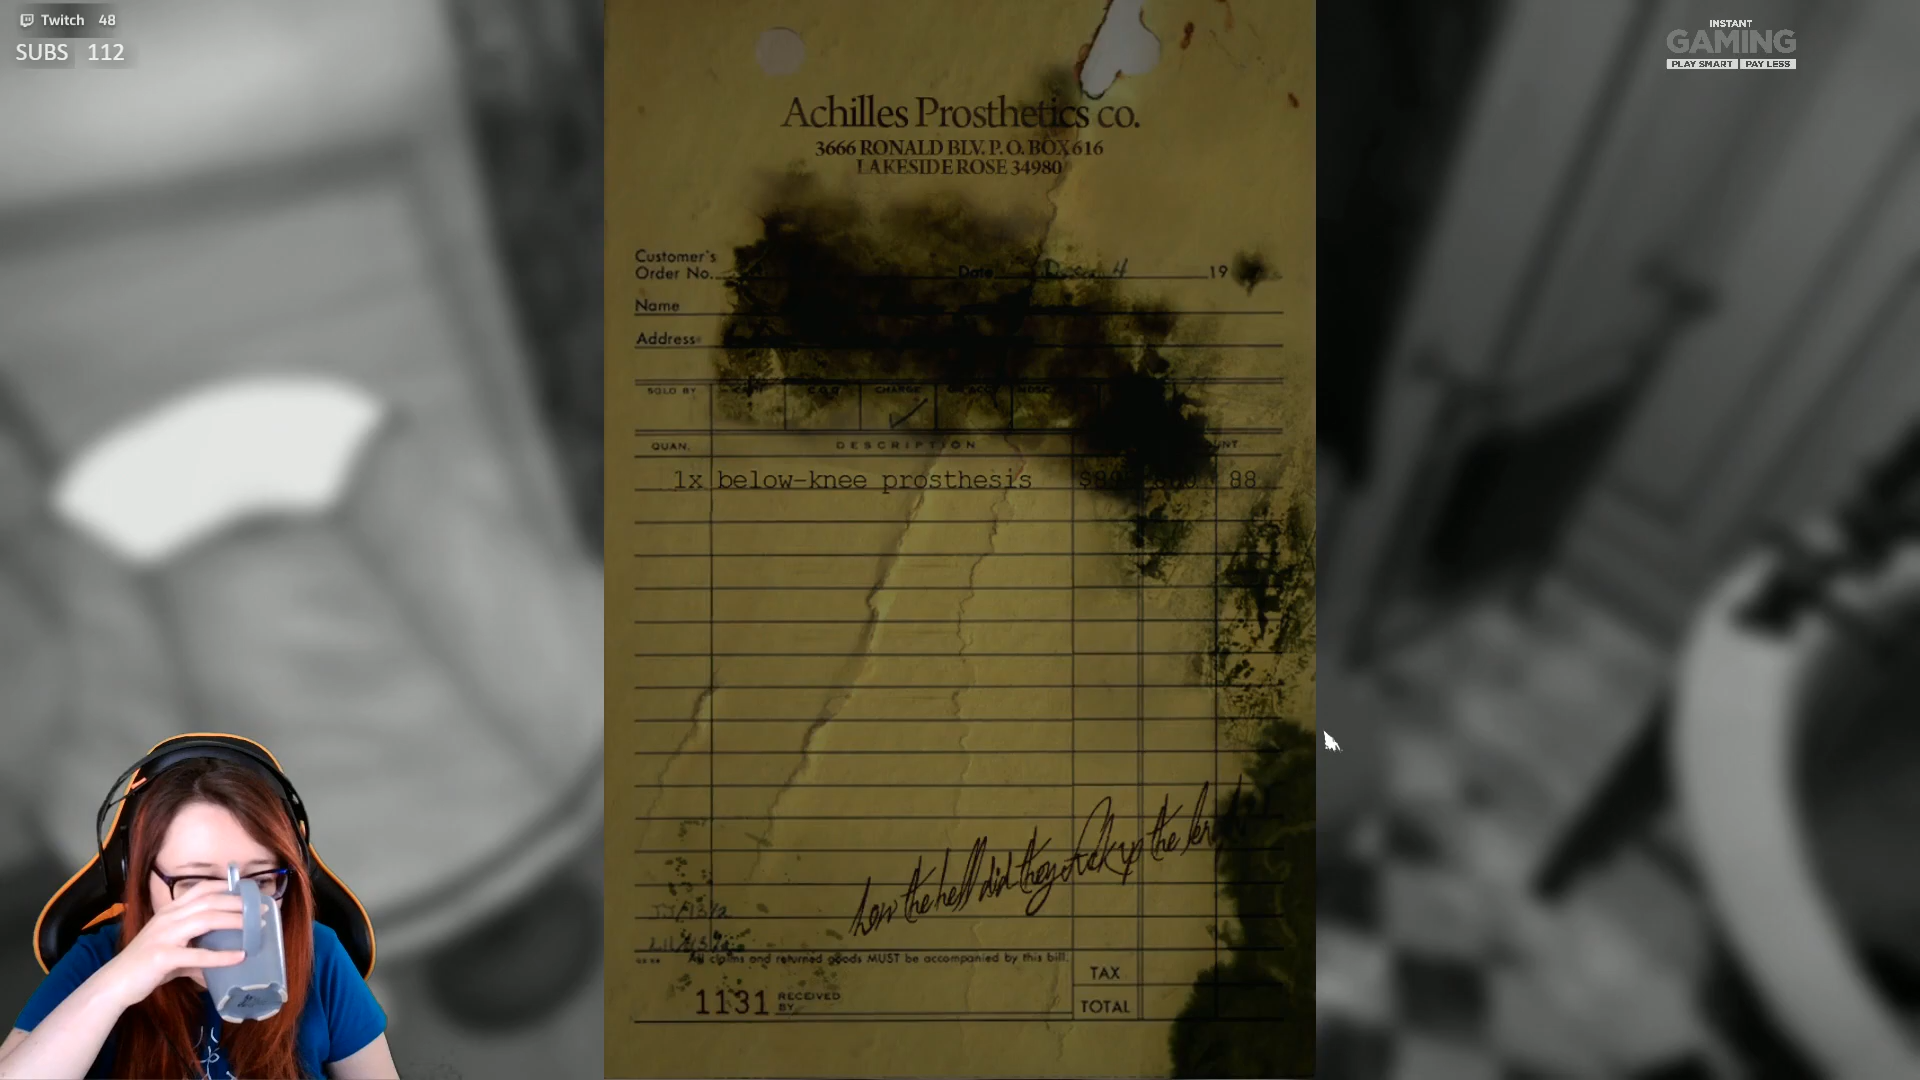 Twitch 48
SUBS 112
INSTANT
GAMING
PLAY SMART PAY LESS
Achilles Prosthetics co.
3666 RONALD BLV. P. O. BOX 616
LAKESIDE ROSE 34980
Customer's
Order No. Date 19
Name
Address
SOLD BY C.O.D. CHARGE
QUAN. DESCRIPTION
1x below-knee prosthesis 88
how the hell did they fuck up the
All claims and returned goods MUST be accompanied by this bill.
TAX
1131 RECEIVED BY
TOTAL